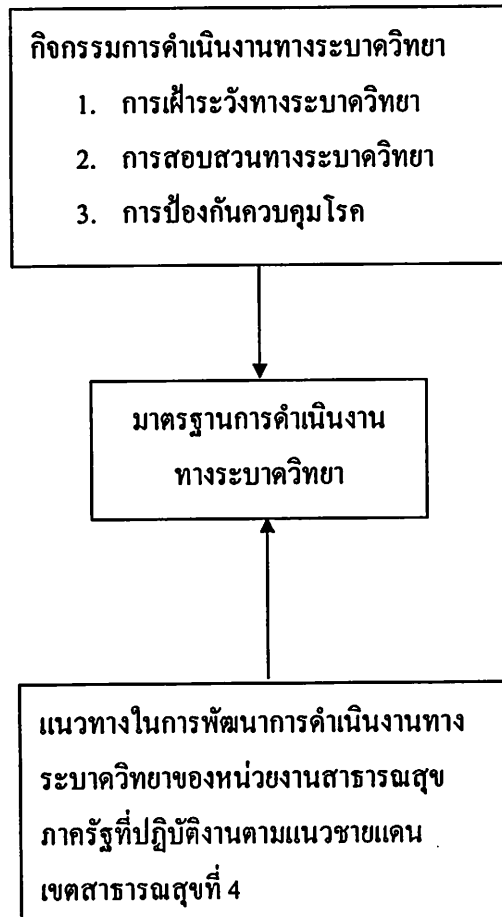 กิจกรรมการดำเนินงานทางระบาดวิทยา
1. การเฝ้าระวังทางระบาดวิทยา
2. การสอบสวนทางระบาดวิทยา
3. การป้องกันควบคุมโรค
มาตรฐานการดำเนินงาน
ทางระบาดวิทยา
แนวทางในการพัฒนาการดำเนินงานทาง
ระบาดวิทยาของหน่วยงานสาธารณสุข
ภาครัฐที่ปฏิบัติงานตามแนวชายแดน
เขตสาธารณสุขที่ 4